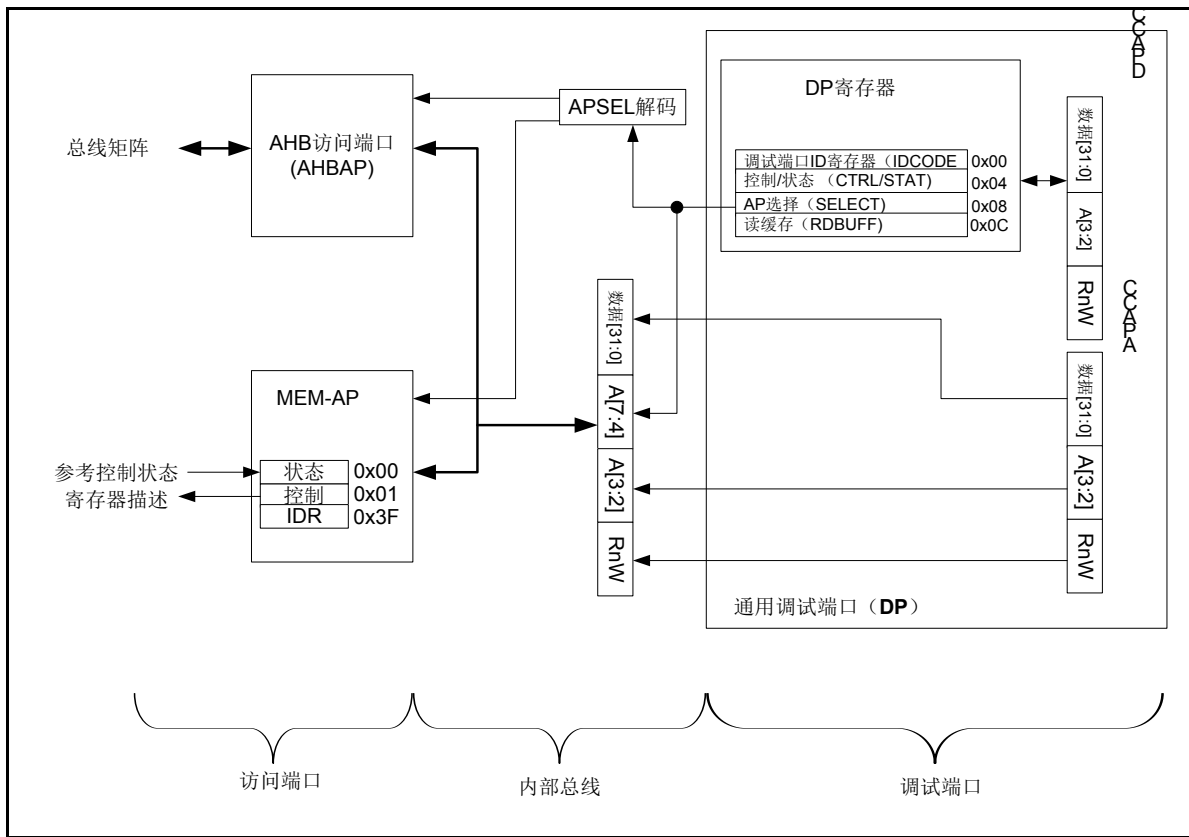 CCAPD
DP寄存器
APSEL解码
AHB访问端口
(AHBAP)
总线矩阵
调试端口ID寄存器（IDCODE 0x00
控制/状态 （CTRL/STAT) 0x04
AP选择（SELECT) 0x08
读缓存（RDBUFF) 0x0C
数据[31:0]
A[3:2]
RnW
CCAPA
数据[31:0]
A[7:4]
A[3:2]
RnW
数据[31:0]
A[3:2]
RnW
MEM-AP
参考控制状态
寄存器描述
状态 0x00
控制 0x01
IDR 0x3F
通用调试端口（DP）
访问端口
内部总线
调试端口